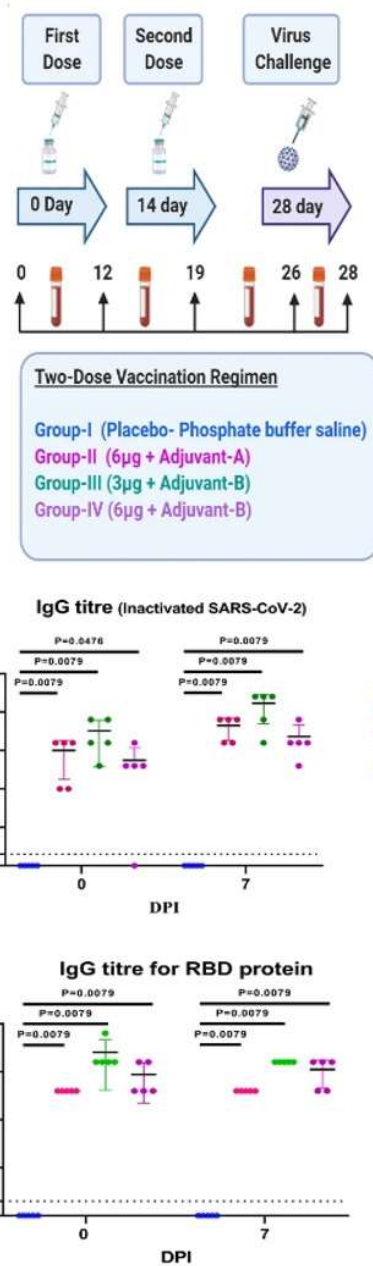 First
Dose
Second
Dose
Virus
Challenge
0 Day
14 day
28 day
0
12
19
26
28
Two-Dose Vaccination Regimen
Group-I (Placebo- Phosphate buffer saline)
Group-II (6µg + Adjuvant-A)
Group-III (3µg + Adjuvant-B)
Group-IV (6µg + Adjuvant-B)
IgG titre (Inactivated SARS-CoV-2)
P=0.0476
P=0.0079
P=0.0079
P=0.0079
P=0.0079
P=0.0079
0
7
DPI
IgG titre for RBD protein
P=0.0079
P=0.0079
P=0.0079
P=0.0079
P=0.0079
P=0.0079
0
7
DPI